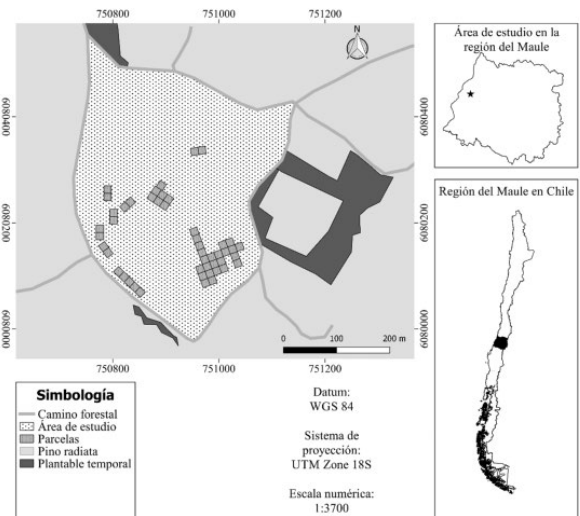 750800
751000
751200
6080400
6080200
6080000
N
6080400
6080200
6080000
0
100
200 m
750800
751000
751200
Área de estudio en la
región del Maule
Región del Maule en Chile
Simbología
Camino forestal
Área de estudio
Parcelas
Pino radiata
Plantable temporal
Datum:
WGS 84
Sistema de
proyección:
UTM Zone 18S
Escala numérica:
1:3700